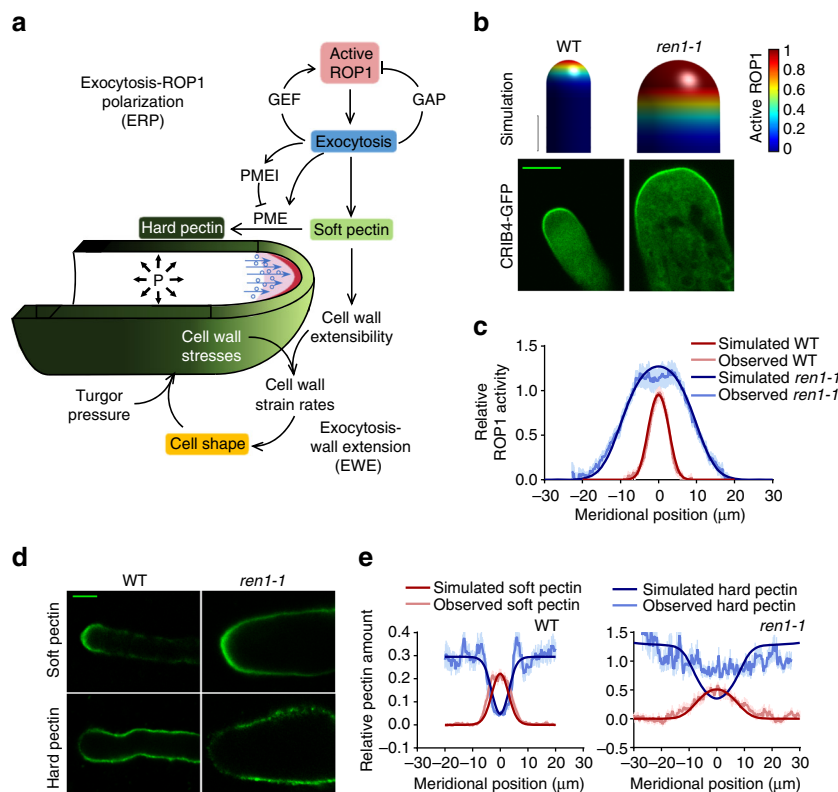 a
Exocytosis-ROP1
polarization
(ERP)
Active
ROP1
GEF
GAP
Exocytosis
PMEI
PME
Hard pectin
Soft pectin
P
Cell wall
extensibility
Cell wall
stresses
Turgor
pressure
Cell wall
strain rates
Cell shape
Exocytosis-
wall extension
(EWE)
b
WT
ren1-1
Simulation
CRIB4-GFP
1
0.8
0.6
0.4
0.2
0
Active ROP1
c
Simulated WT
Observed WT
Simulated ren1-1
Observed ren1-1
Relative
ROP1 activity
1.5
1.0
0.5
0.0
−30 −20 −10 0 10 20 30
Meridional position (μm)
d
WT
ren1-1
Soft pectin
Hard pectin
e
Simulated soft pectin
Observed soft pectin
Simulated hard pectin
Observed hard pectin
WT
ren1-1
Relative pectin amount
0.4
0.3
0.2
0.1
0.0
−0.1
−30 −20 −10 0 10 20 30
Meridional position (μm)
1.5
1.0
0.5
0.0
−0.5
−30 −20 −10 0 10 20 30
Meridional position (μm)